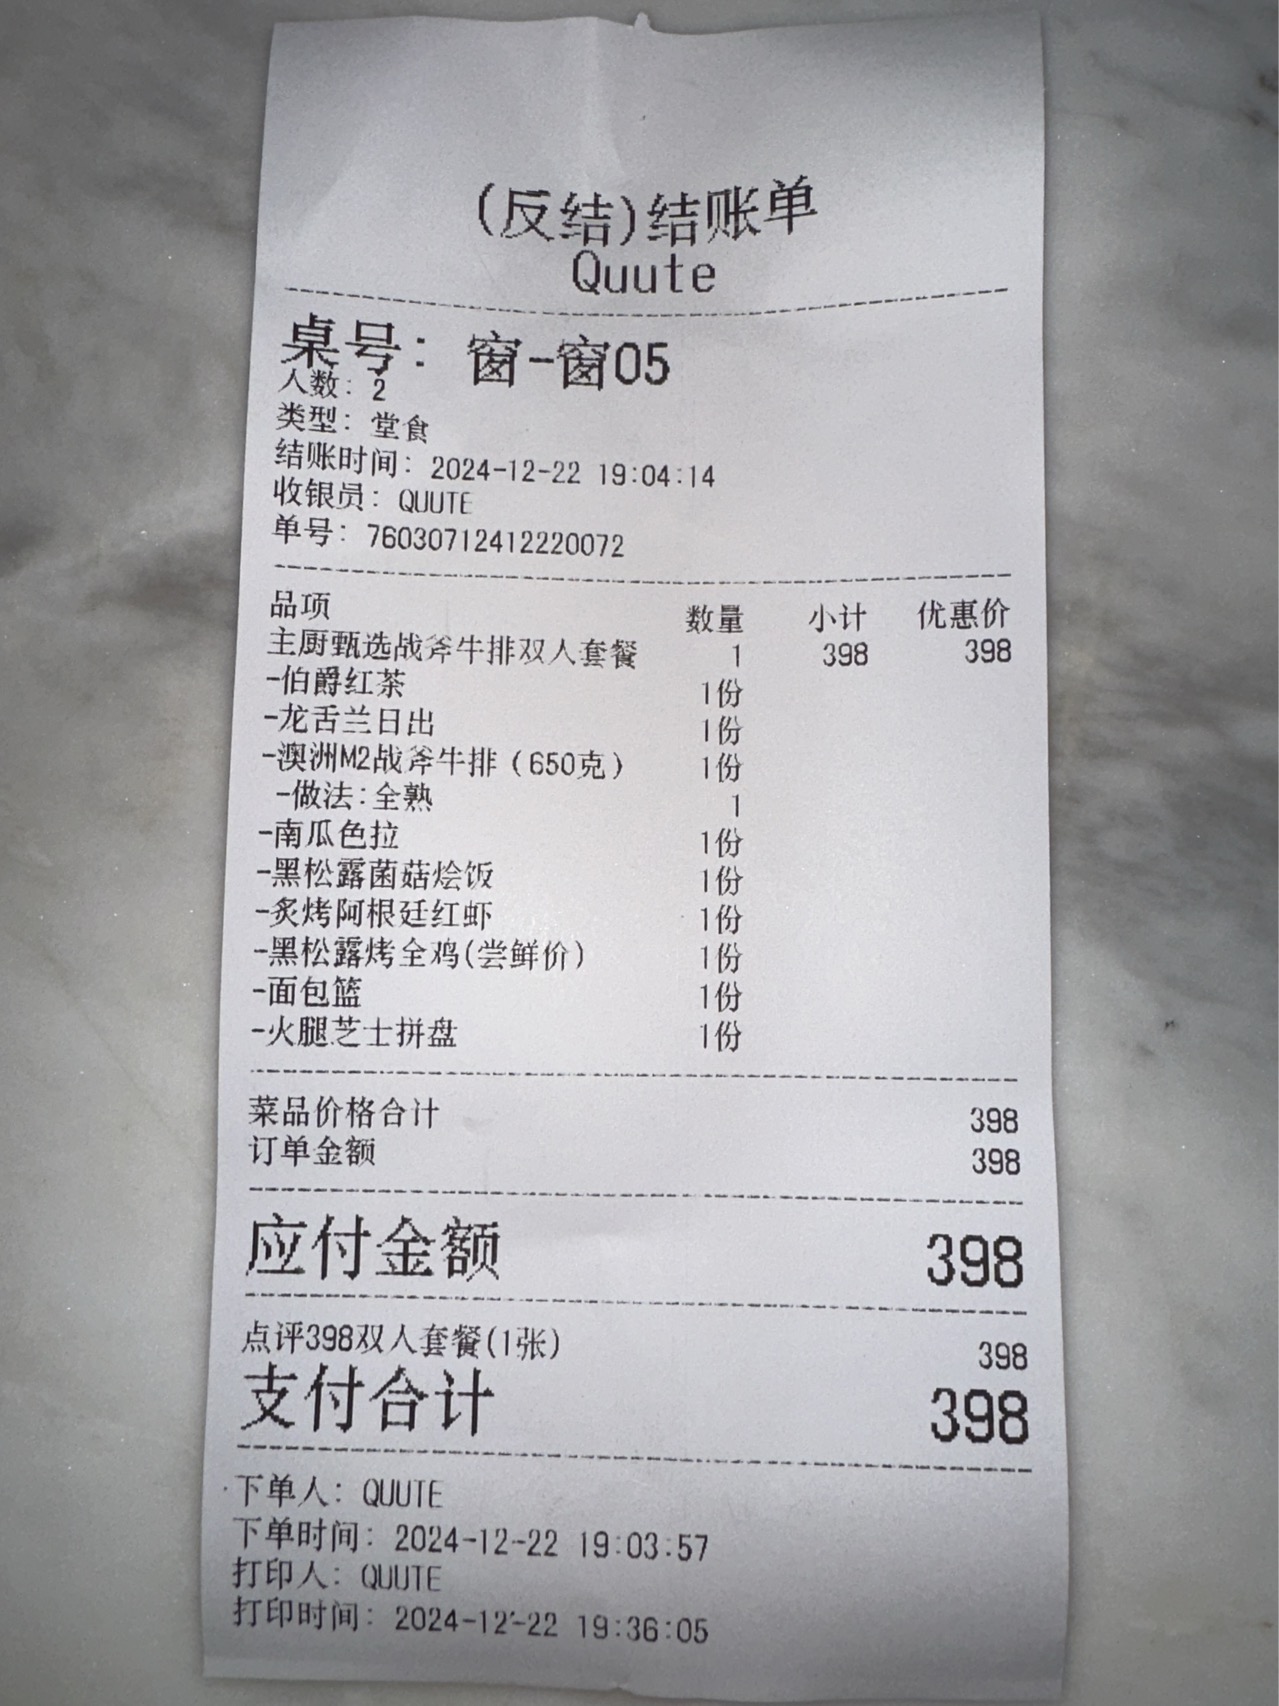 (反结)结账单
Quute
桌号: 窗-窗05
人数: 2
类型: 堂食
结账时间: 2024-12-22 19:04:14
收银员: QUUTE
单号: 76030712412220072
品项 数量 小计 优惠价
主厨甄选战斧牛排双人套餐 1 398 398
-伯爵红茶 1份
-龙舌兰日出 1份
-澳洲M2战斧牛排（650克） 1份
-做法:全熟 1
-南瓜色拉 1份
-黑松露菌菇烩饭 1份
-炙烤阿根廷红虾 1份
-黑松露烤全鸡(尝鲜价) 1份
-面包篮 1份
-火腿芝士拼盘 1份
菜品价格合计 398
订单金额 398
应付金额 398
点评398双人套餐(1张) 398
支付合计 398
下单人: QUUTE
下单时间: 2024-12-22 19:03:57
打印人: QUUTE
打印时间: 2024-12-22 19:36:05